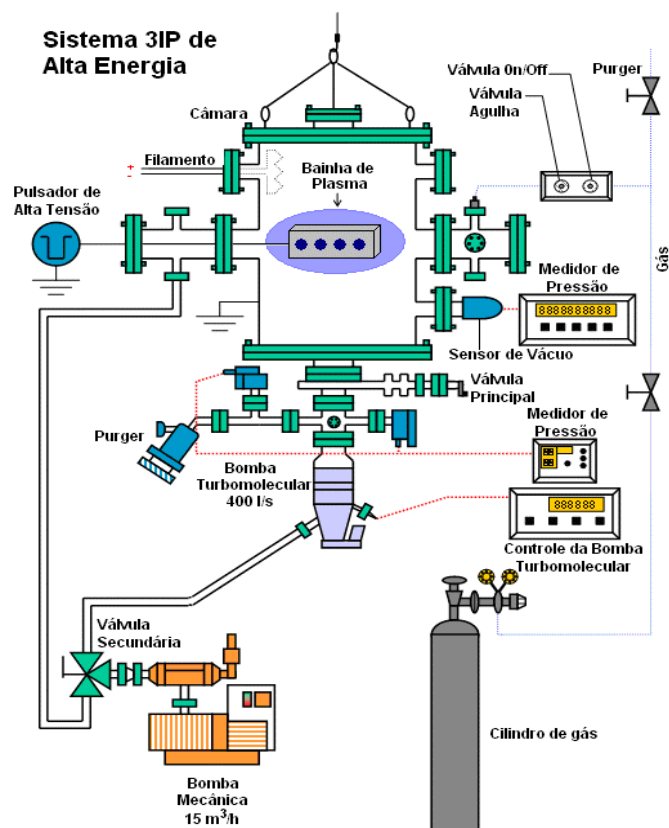 Sistema 3IP de
Alta Energia
Válvula 0n/Off
Purger
Válvula
Agulha
Câmara
Filamento
+
-
Bainha de
Plasma
Pulsador de
Alta Tensão
Gás
Medidor de
Pressão
8888888888
Sensor de Vácuo
Válvula
Principal
Purger
Medidor de
Pressão
Bomba
Turbomolecular
400 l/s
888888
Controle da Bomba
Turbomolecular
Válvula
Secundária
Cilindro de gás
Bomba
Mecânica
15 m³/h